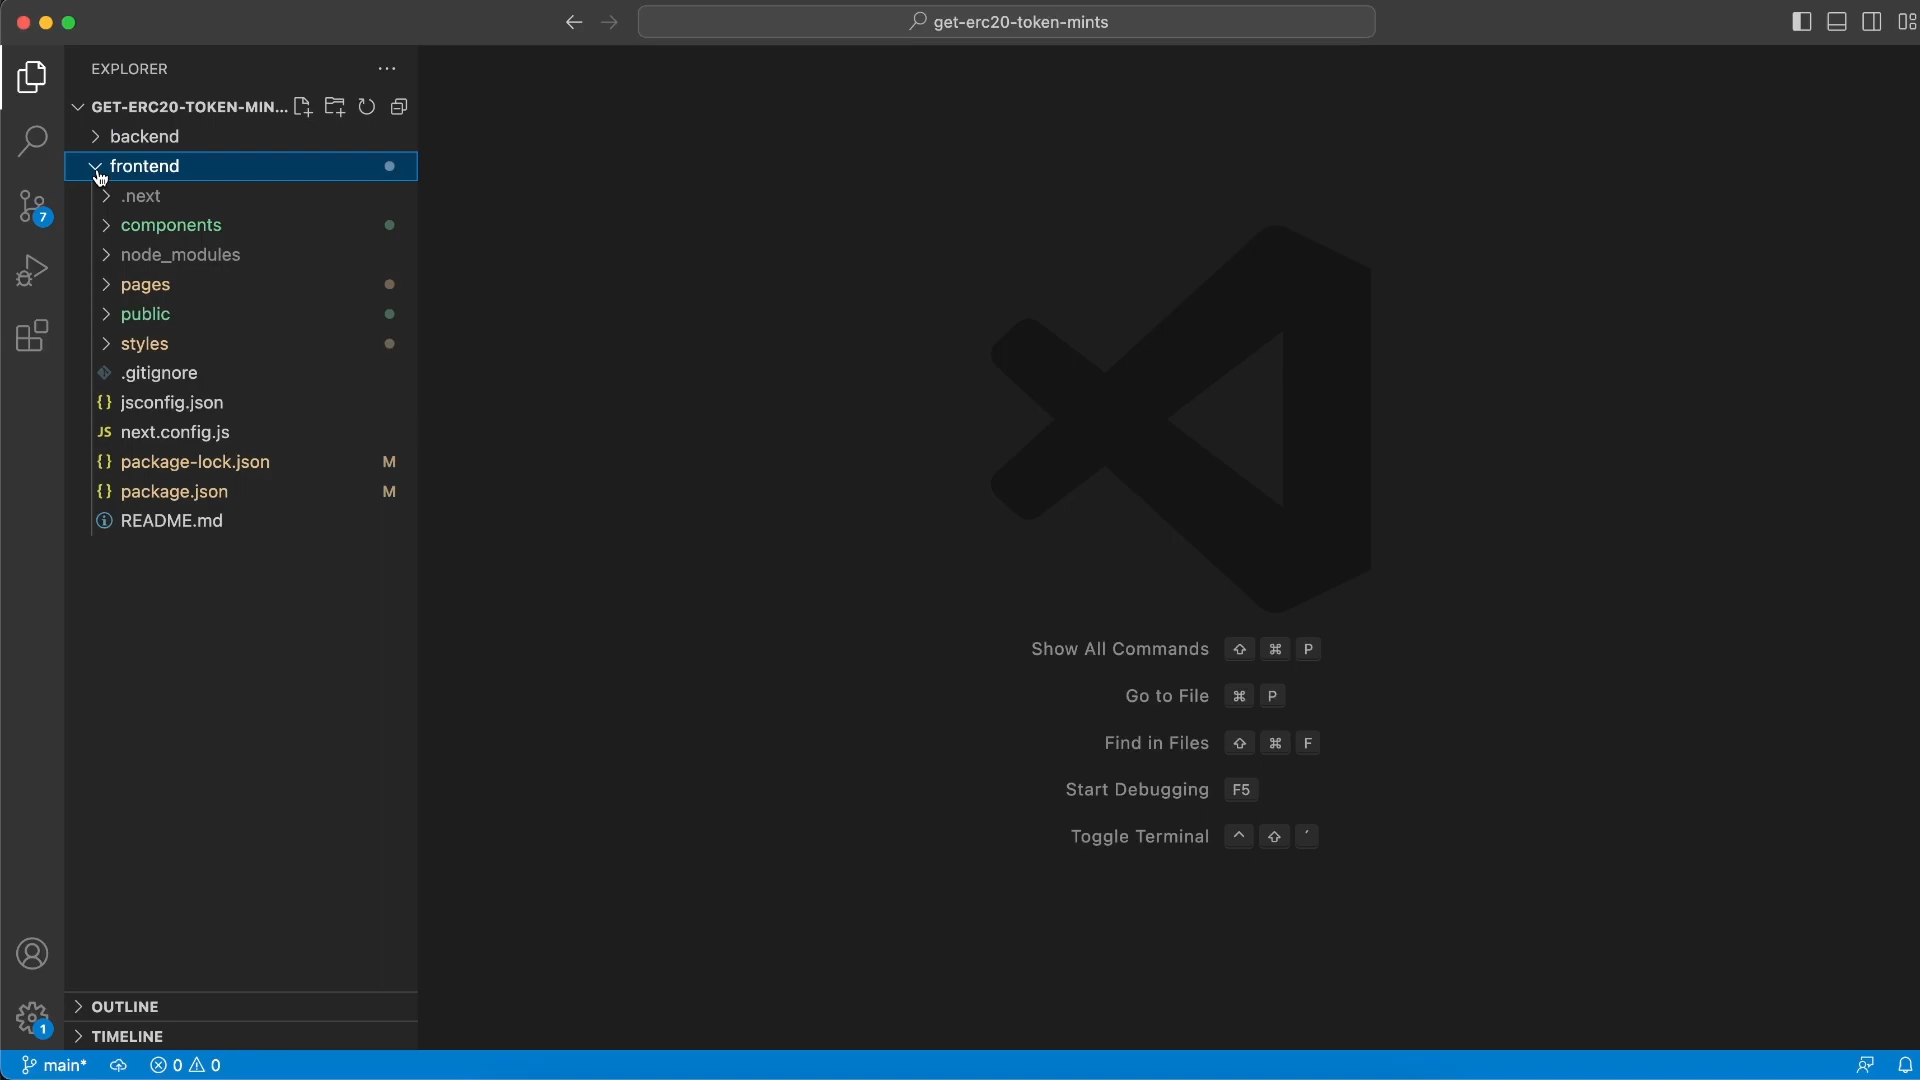 get-erc20-token-mints
EXPLORER
GET-ERC20-TOKEN-MIN...
backend
frontend
.next
components
node_modules
pages
public
styles
.gitignore
{} jsconfig.json
JS next.config.js
{} package-lock.json M
{} package.json M
README.md
7
Show All Commands ⇧ ⌘ P
Go to File ⌘ P
Find in Files ⇧ ⌘ F
Start Debugging F5
Toggle Terminal ^ ⇧ ´
1
OUTLINE
TIMELINE
main* 0 0